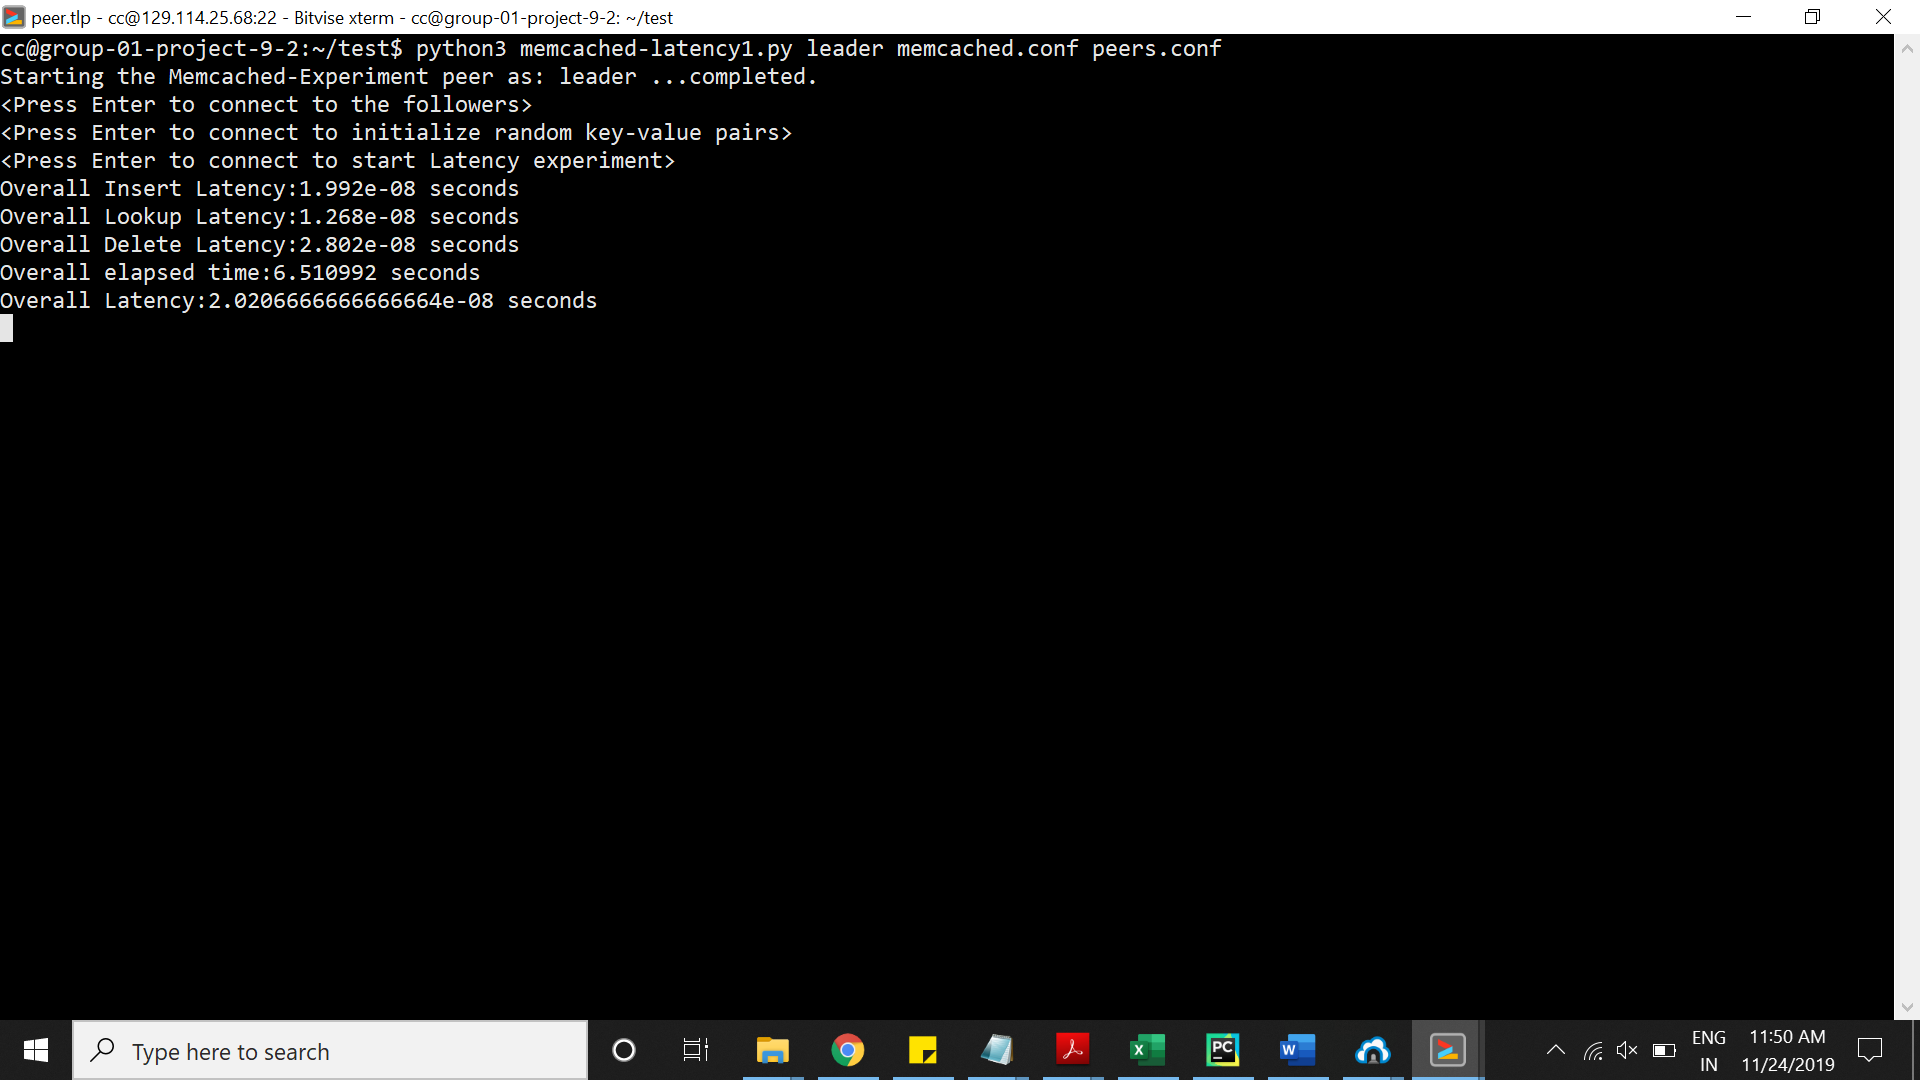 peer.tlp - cc@129.114.25.68:22 - Bitvise xterm - cc@group-01-project-9-2: ~/test
cc@group-01-project-9-2:~/test$ python3 memcached-latency1.py leader memcached.conf peers.conf
Starting the Memcached-Experiment peer as: leader ...completed.
<Press Enter to connect to the followers>
<Press Enter to connect to initialize random key-value pairs>
<Press Enter to connect to start Latency experiment>
Overall Insert Latency:1.992e-08 seconds
Overall Lookup Latency:1.268e-08 seconds
Overall Delete Latency:2.802e-08 seconds
Overall elapsed time:6.510992 seconds
Overall Latency:2.0206666666666664e-08 seconds
Type here to search
PC
ENG
IN
11:50 AM
11/24/2019